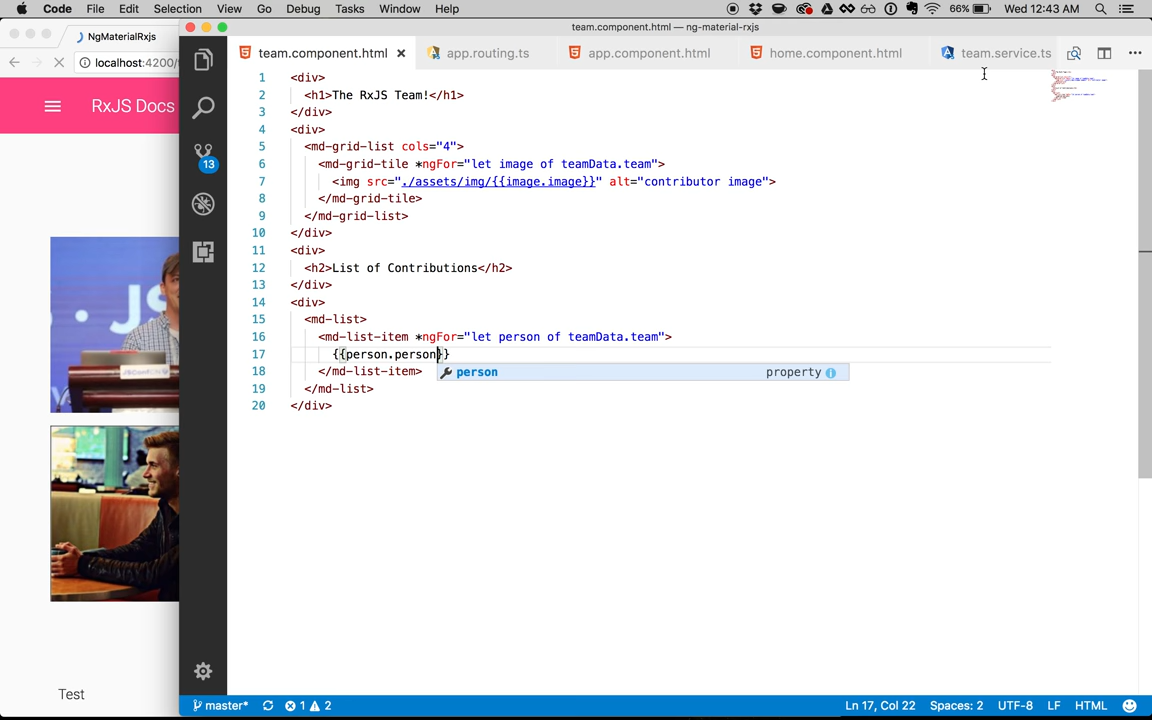 Code File Edit Selection View Go Debug Tasks Window Help 66% Wed 12:43 AM
team.component.html — ng-material-rxjs
NgMaterialRxjs
localhost:4200/
team.component.html app.routing.ts app.component.html home.component.html team.service.ts
RxJS Docs
13
1 <div>
2 <h1>The RxJS Team!</h1>
3 </div>
4 <div>
5 <md-grid-list cols="4">
6 <md-grid-tile *ngFor="let image of teamData.team">
7 <img src="./assets/img/{{image.image}}" alt="contributor image">
8 </md-grid-tile>
9 </md-grid-list>
10 </div>
11 <div>
12 <h2>List of Contributions</h2>
13 </div>
14 <div>
15 <md-list>
16 <md-list-item *ngFor="let person of teamData.team">
17 {{person.person}}
18 </md-list-item>
person property
19 </md-list>
20 </div>
Test
master* 1 2 Ln 17, Col 22 Spaces: 2 UTF-8 LF HTML